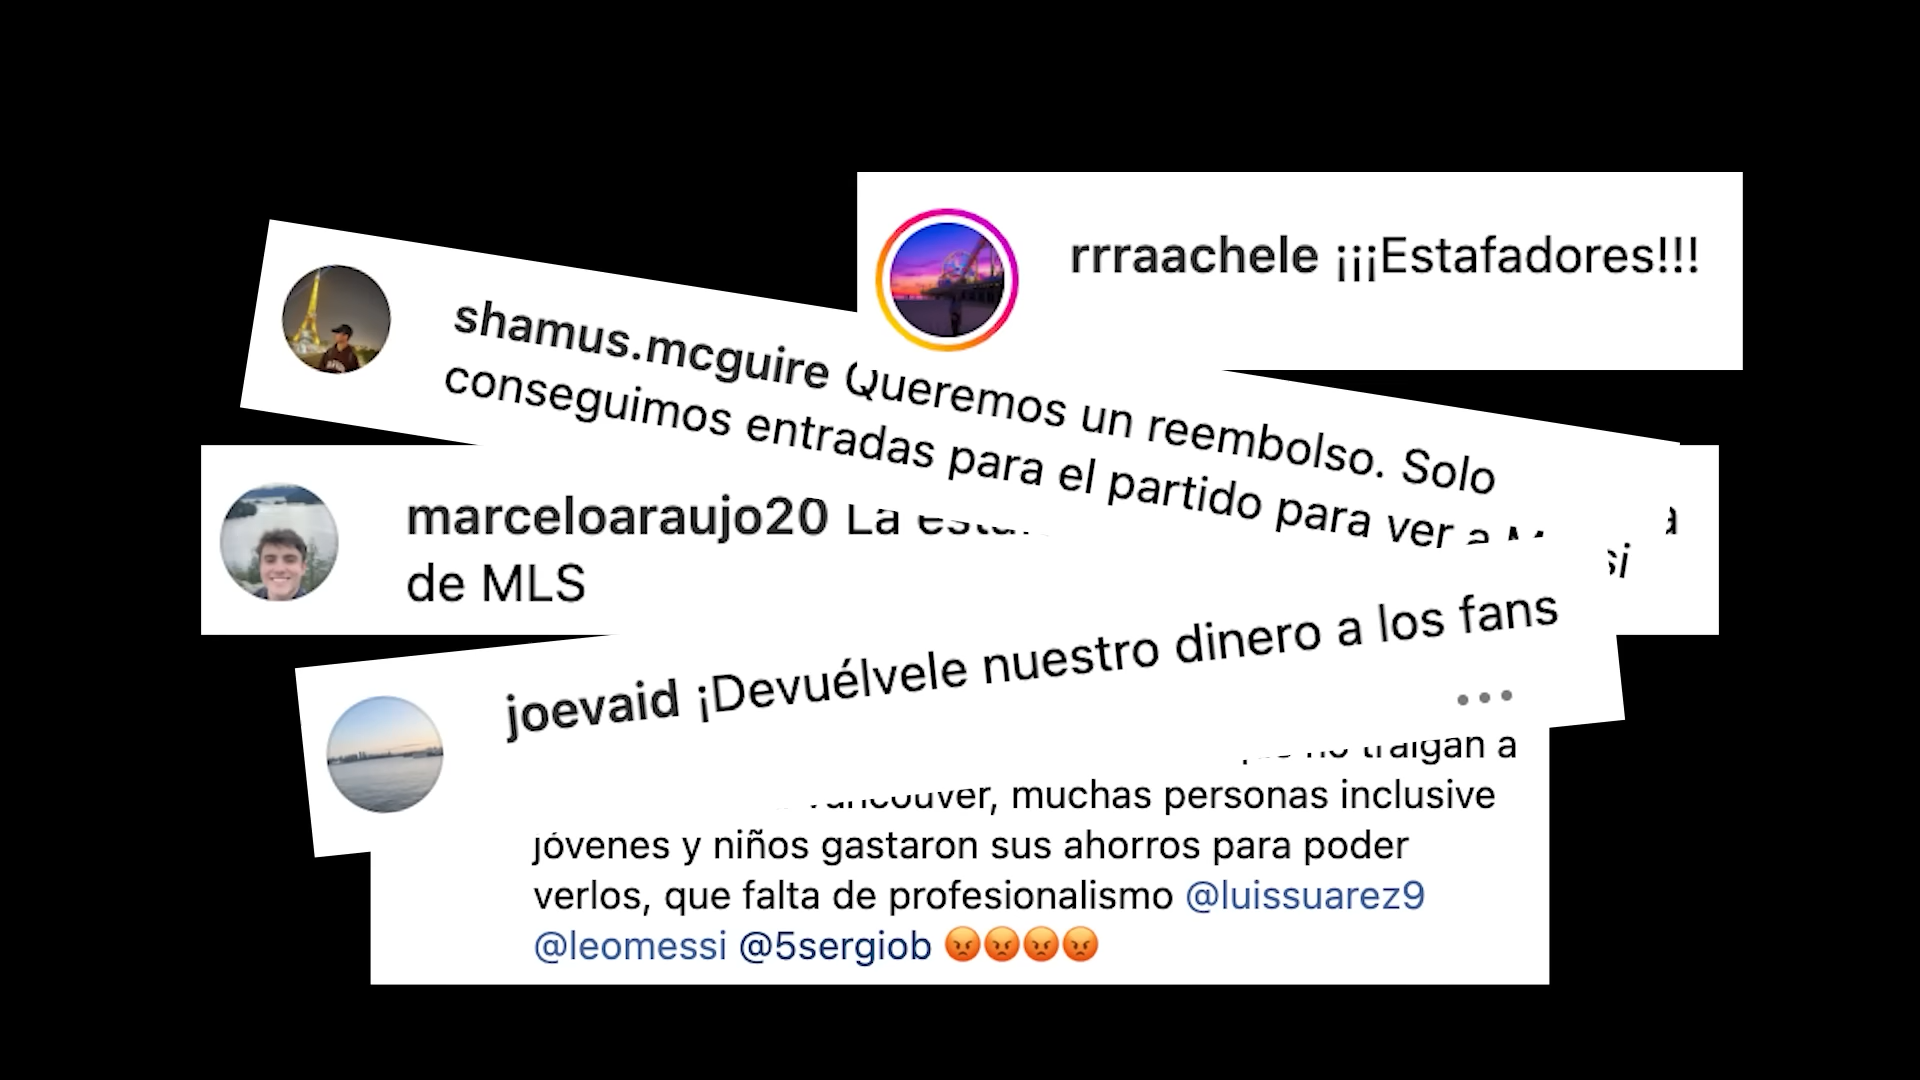 rrraachele ¡¡¡Estafadores!!!
shamus.mcguire Queremos un reembolso. Solo
conseguimos entradas para el partido para ver a
marceloaraujo20 La
de MLS
joevaid ¡Devuélvele nuestro dinero a los fans
no traigan a
vancouver, muchas personas inclusive
jóvenes y niños gastaron sus ahorros para poder
verlos, que falta de profesionalismo @luissuarez9
@leomessi @5sergiob 😡😡😡😡